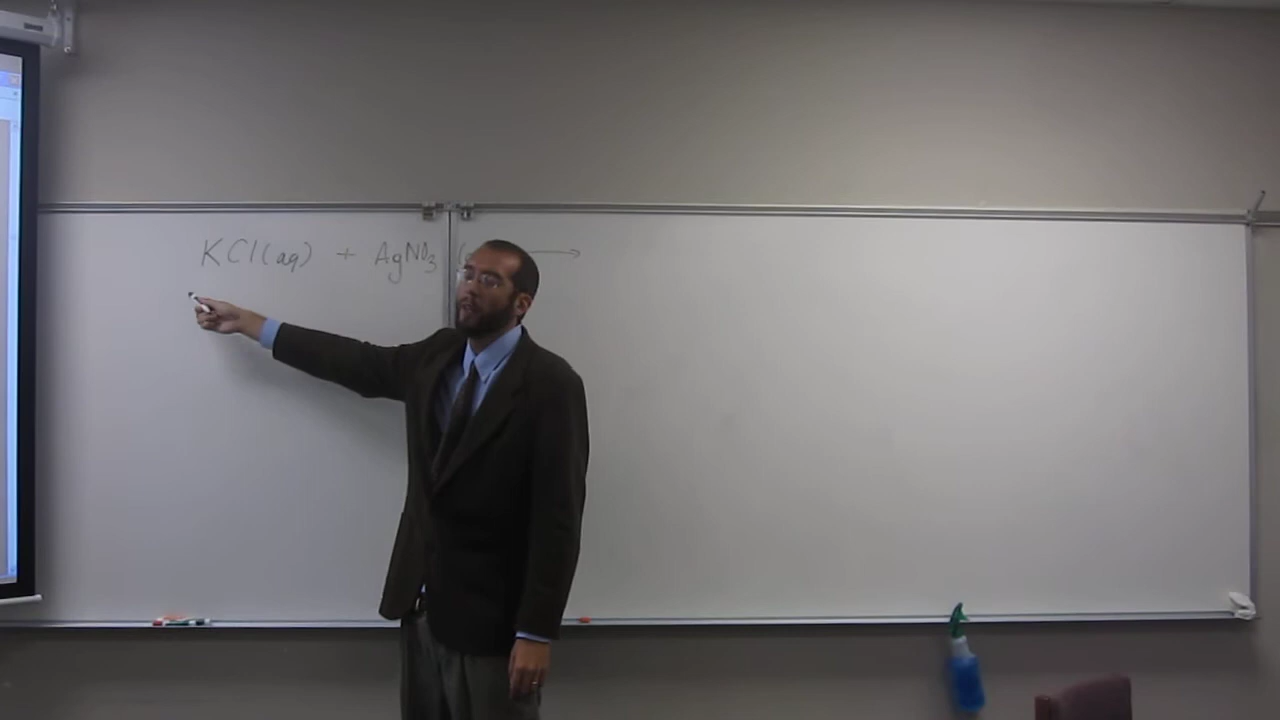 KCl(aq) + AgNO3 ( →